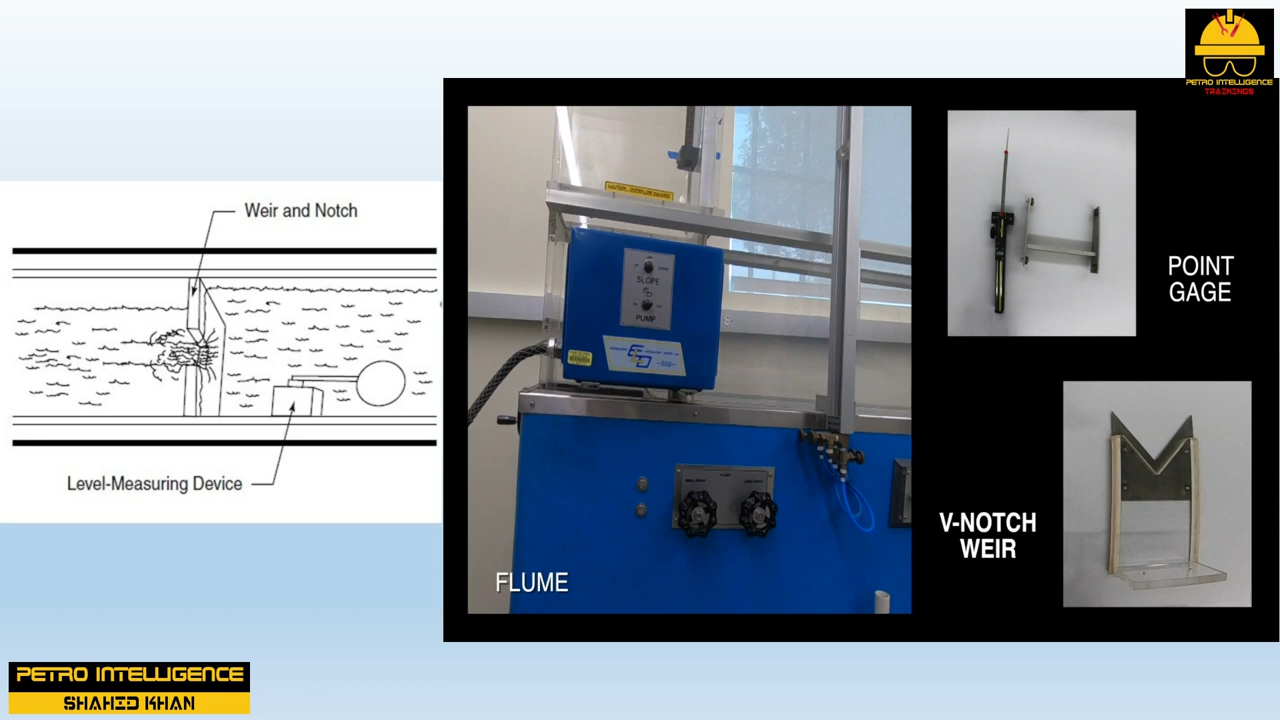 PETRO INTELLIGENCE
TRAININGS
Weir and Notch
Level-Measuring Device
SLOPE
PUMP
FLUME
POINT
GAGE
V-NOTCH
WEIR
PETRO INTELLIGENCE
SHAHID KHAN